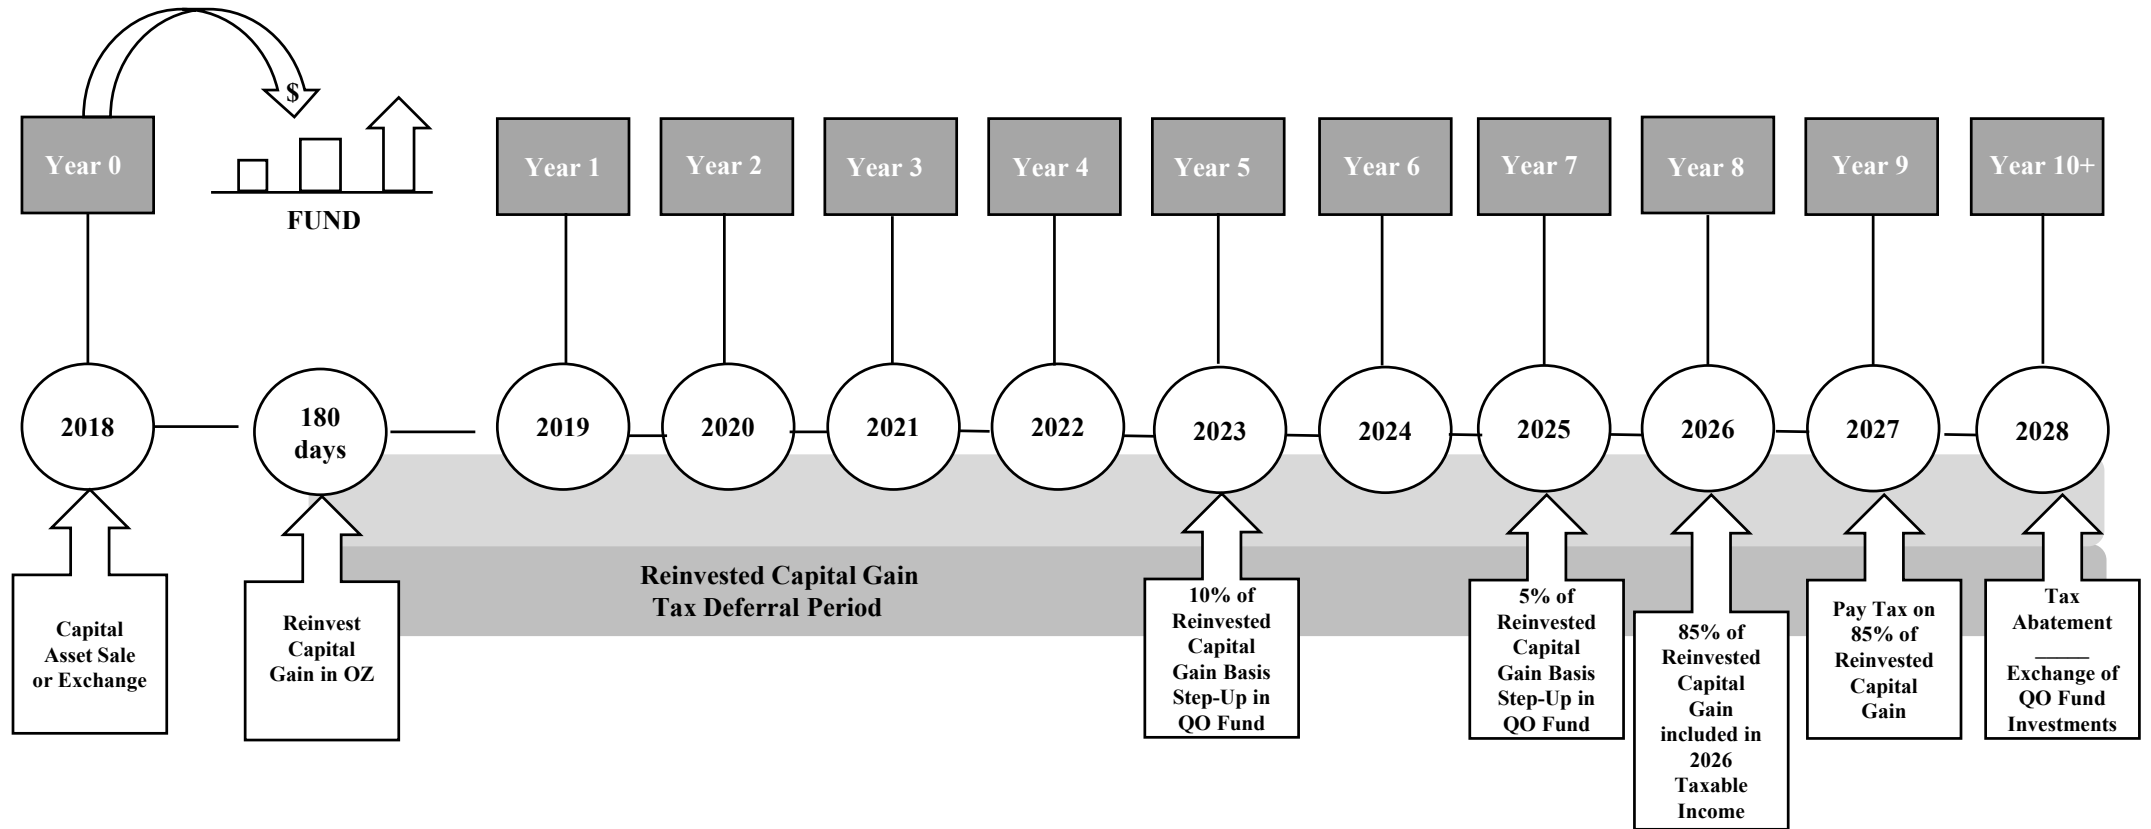 $
Year 0
FUND
Year 1
Year 2
Year 3
Year 4
Year 5
Year 6
Year 7
Year 8
Year 9
Year 10+
2018
180
days
2019
2020
2021
2022
2023
2024
2025
2026
2027
2028
Reinvested Capital Gain
Tax Deferral Period
Capital
Asset Sale
or Exchange
Reinvest
Capital
Gain in OZ
10% of
Reinvested
Capital
Gain Basis
Step-Up in
QO Fund
5% of
Reinvested
Capital
Gain Basis
Step-Up in
QO Fund
85% of
Reinvested
Capital
Gain
included in
2026
Taxable
Income
Pay Tax on
85% of
Reinvested
Capital
Gain
Tax
Abatement
_____
Exchange of
QO Fund
Investments